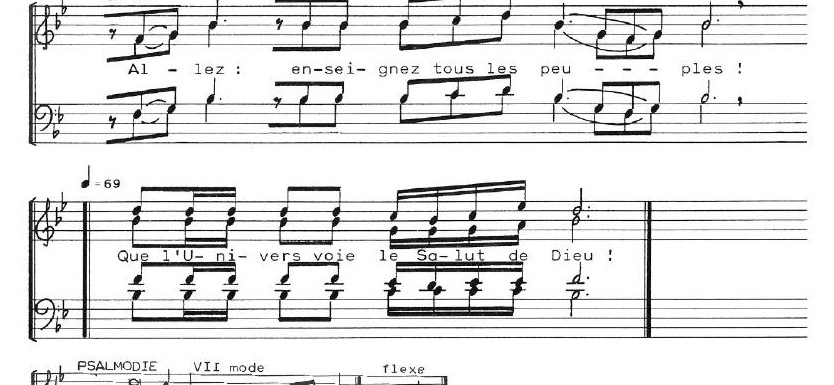 Al - lez : en-sei- gnez tous les peu - - - ples !
= 69
Que l'U- ni- vers voie le Sa-lut de Dieu !
PSALMODIE VII mode flexe